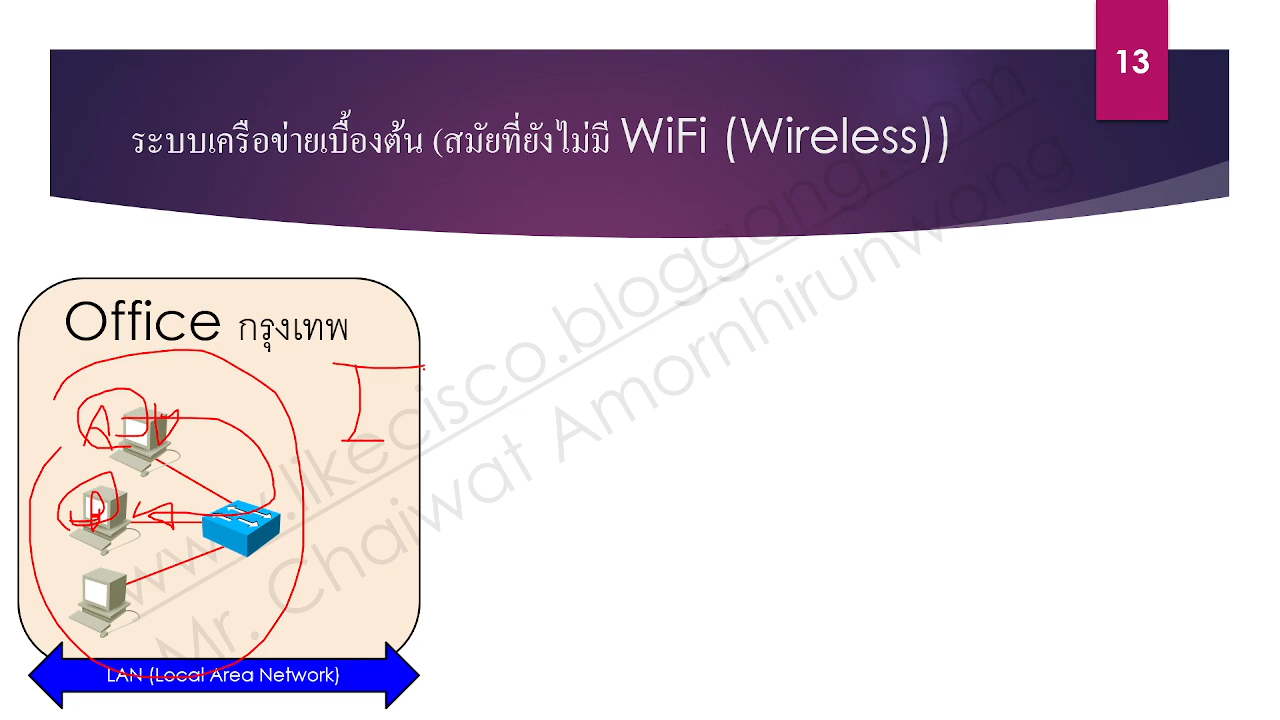 13
ระบบเครือข่ายเบื้องต้น (สมัยที่ยังไม่มี WiFi (Wireless))
Office กรุงเทพ
A
B
I
LAN (Local Area Network)
www.likecisco.bloggang.com
Mr. Chaiwat Amornhirunwong